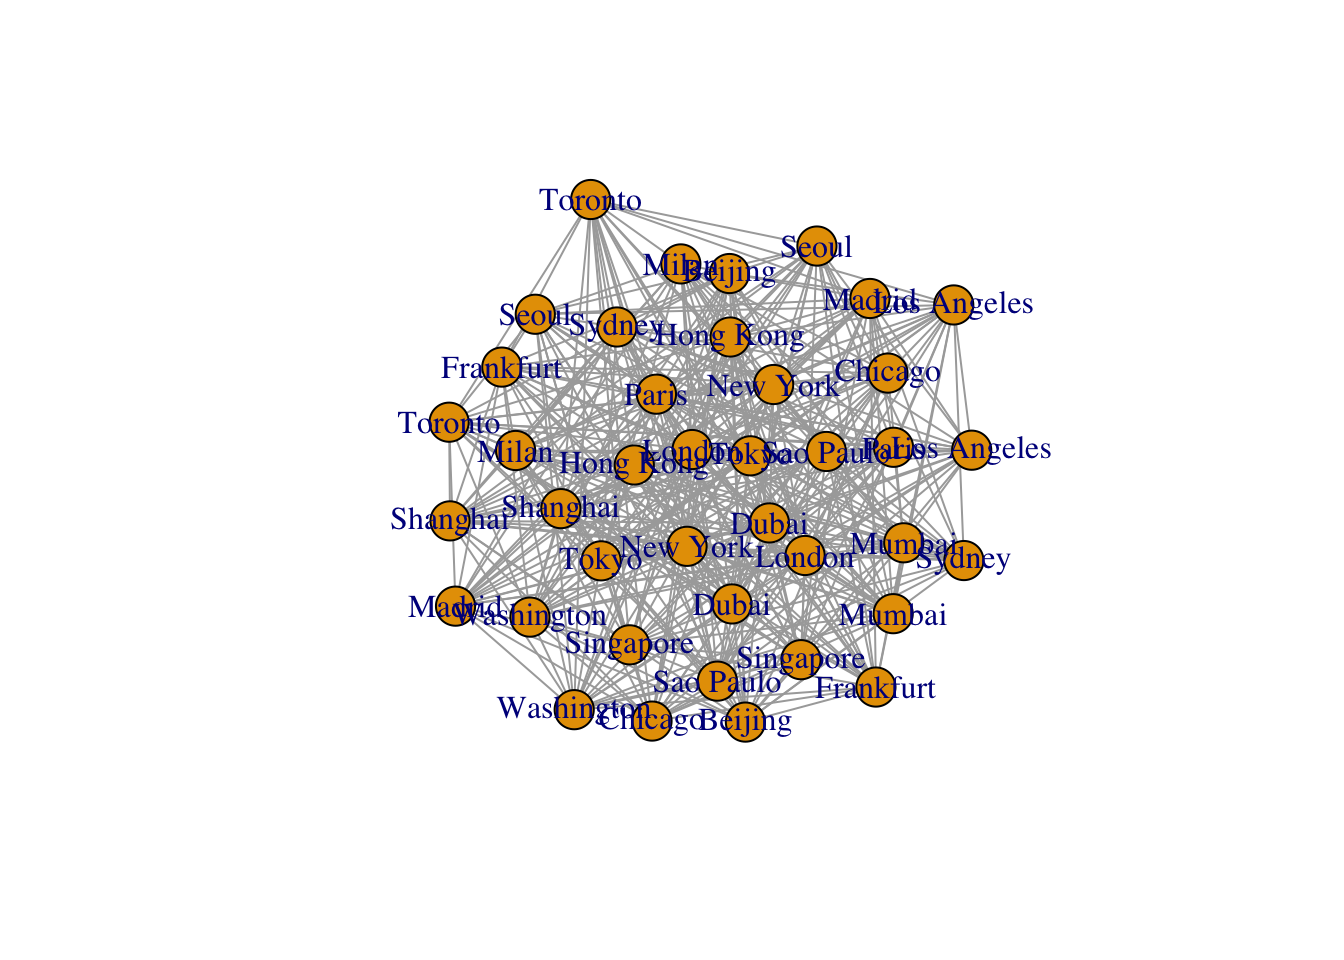 Toronto
Seoul
Milan
Beijing
Madrid
Los Angeles
Seoul
Sydney
Hong Kong
Frankfurt
Chicago
New York
Paris
Toronto
Milan
London
Hong Kong
Tokyo
Sao Paulo
Paris
Los Angeles
Shanghai
Shanghai
Dubai
New York
Tokyo
London
Mumbai
Sydney
Madrid
Washington
Dubai
Mumbai
Singapore
Singapore
Sao Paulo
Frankfurt
Washington
Chicago
Beijing